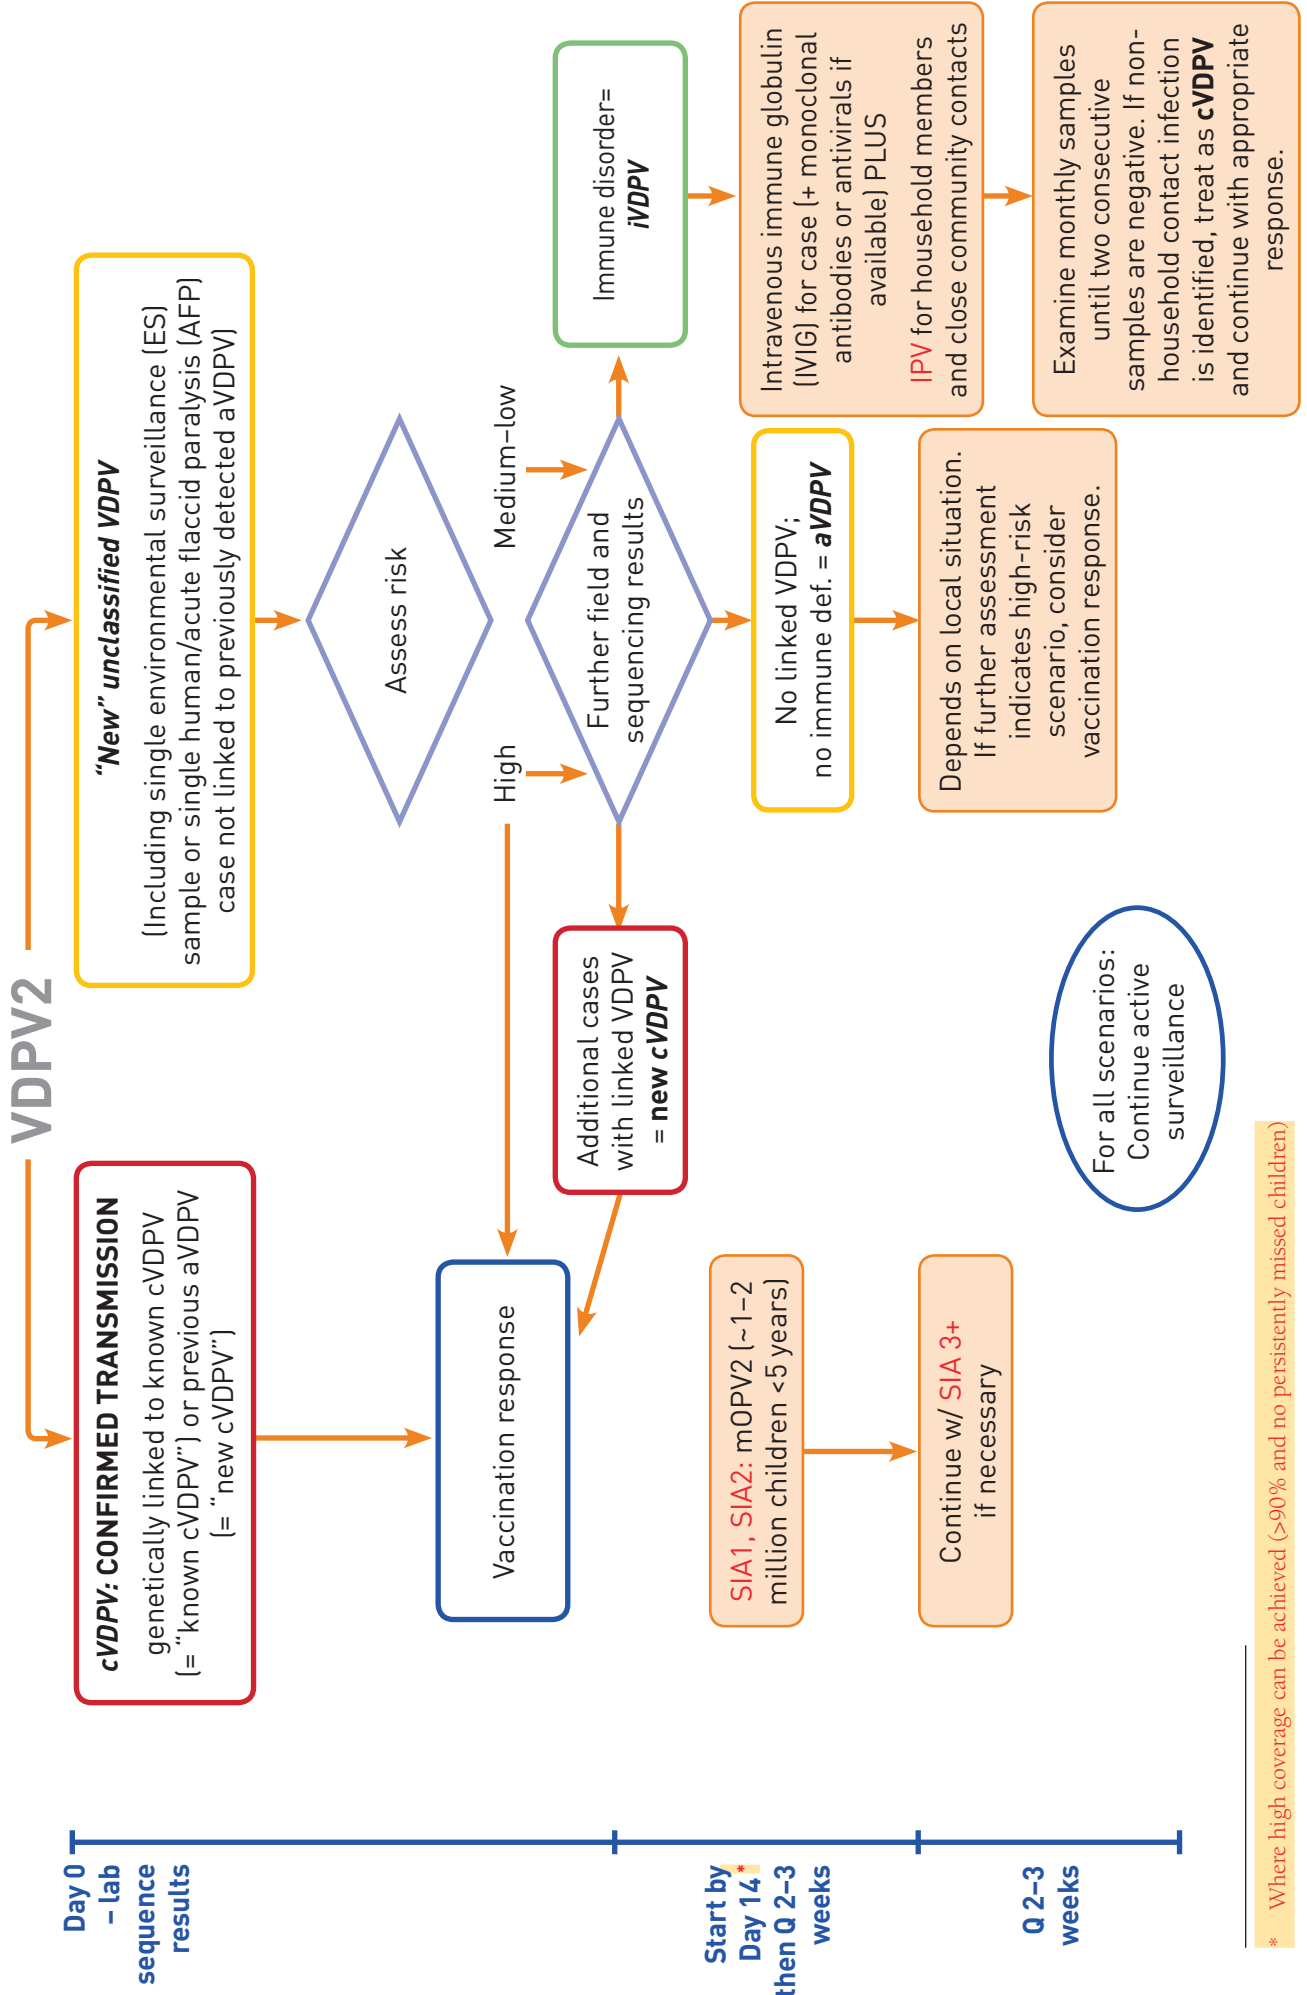 VDPV2
cVDPV: CONFIRMED TRANSMISSION
genetically linked to known cVDPV
(= “known cVDPV”) or previous aVDPV
(= “new cVDPV”)
“New” unclassified VDPV
(Including single environmental surveillance (ES)
sample or single human/acute flaccid paralysis (AFP)
case not linked to previously detected aVDPV)
Day 0
– lab
sequence
results
Assess risk
High
Medium–low
Vaccination response
Additional cases
with linked VDPV
= new cVDPV
Further field and
sequencing results
Immune disorder=
iVDPV
Start by
Day 14*
then Q 2–3
weeks
SIA1, SIA2: mOPV2 (~1–2
million children <5 years)
No linked VDPV;
no immune def. = aVDPV
Intravenous immune globulin
(IVIG) for case (+ monoclonal
antibodies or antivirals if
available) PLUS
IPV for household members
and close community contacts
Q 2–3
weeks
Continue w/ SIA 3+
if necessary
Depends on local situation.
If further assessment
indicates high-risk
scenario, consider
vaccination response.
Examine monthly samples
until two consecutive
samples are negative. If non-
household contact infection
is identified, treat as cVDPV
and continue with appropriate
response.
For all scenarios:
Continue active
surveillance
* Where high coverage can be achieved (>90% and no persistently missed children)